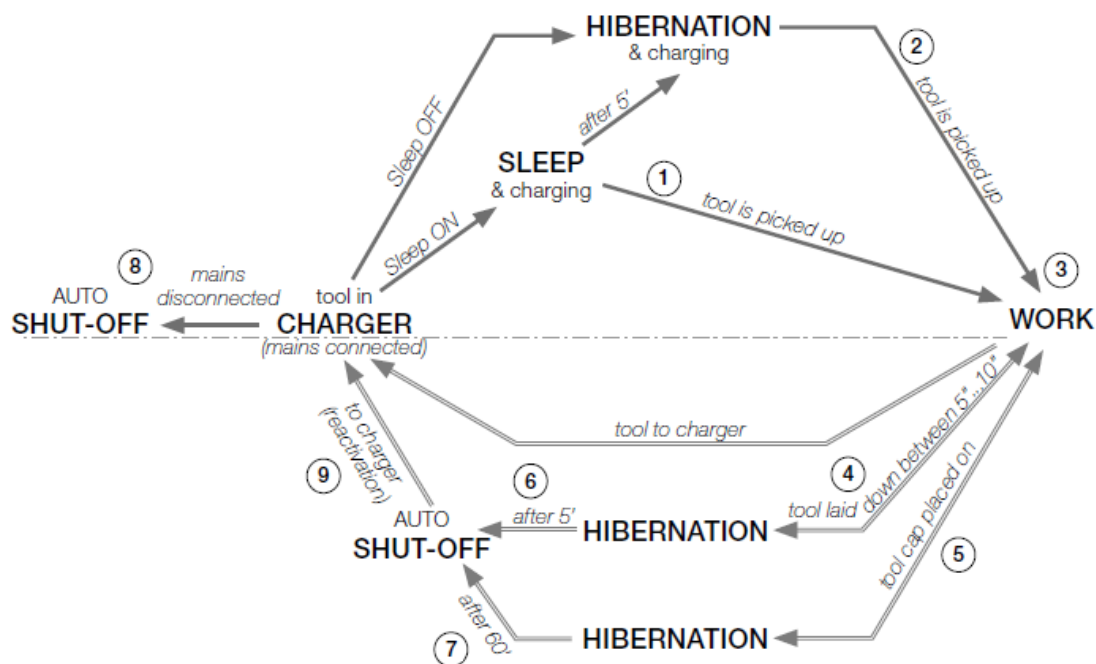 HIBERNATION
& charging
2
tool is picked up
after 5'
Sleep OFF
SLEEP
& charging
1
tool is picked up
Sleep ON
8
mains
disconnected
3
AUTO
SHUT-OFF
tool in
CHARGER
(mains connected)
WORK
tool to charger
to charger
(reactivation)
9
6
4
tool laid down between 5"...10"
after 5'
HIBERNATION
AUTO
SHUT-OFF
tool cap placed on
5
after 60'
7
HIBERNATION